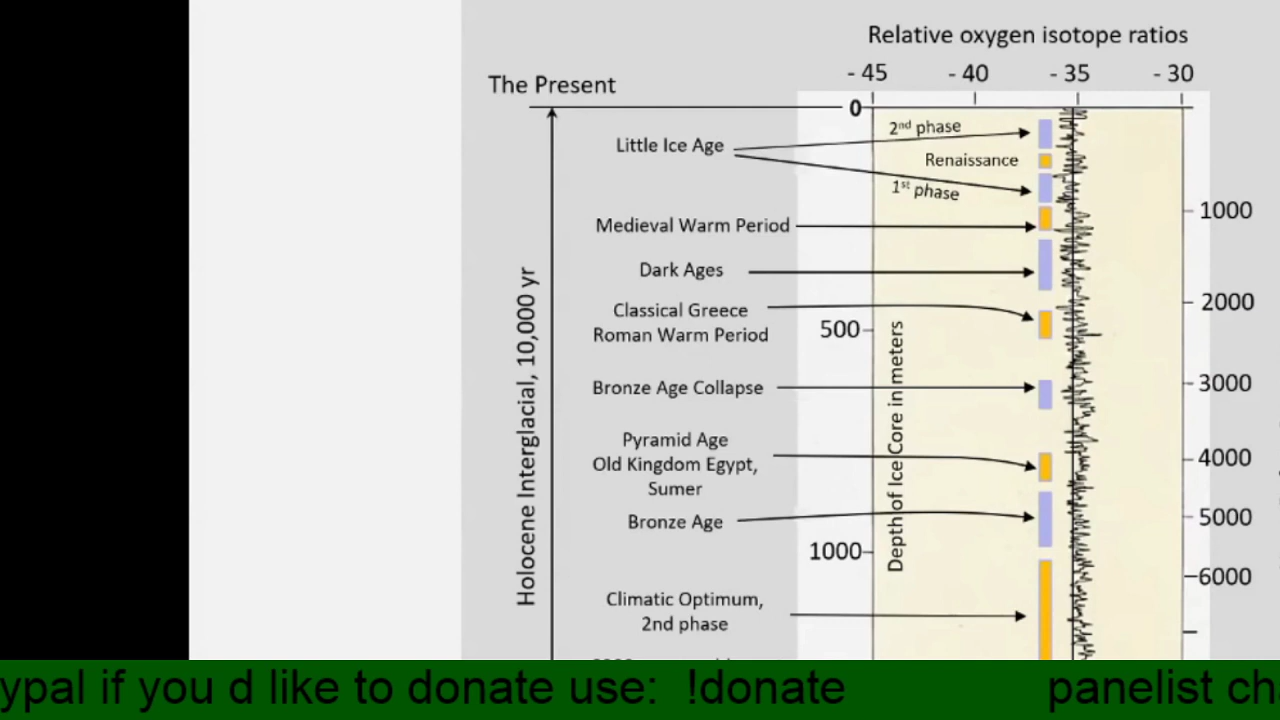 Relative oxygen isotope ratios
- 45 - 40 - 35 - 30
The Present
0
2nd phase
Little Ice Age
Renaissance
1st phase
1000
Medieval Warm Period
Dark Ages
2000
Classical Greece
Roman Warm Period
500
Bronze Age Collapse
3000
Pyramid Age
Old Kingdom Egypt,
Sumer
4000
Bronze Age
5000
1000
6000
Climatic Optimum,
2nd phase
Holocene Interglacial, 10,000 yr
Depth of Ice Core in meters
ypal if you d like to donate use: !donate panelist ch